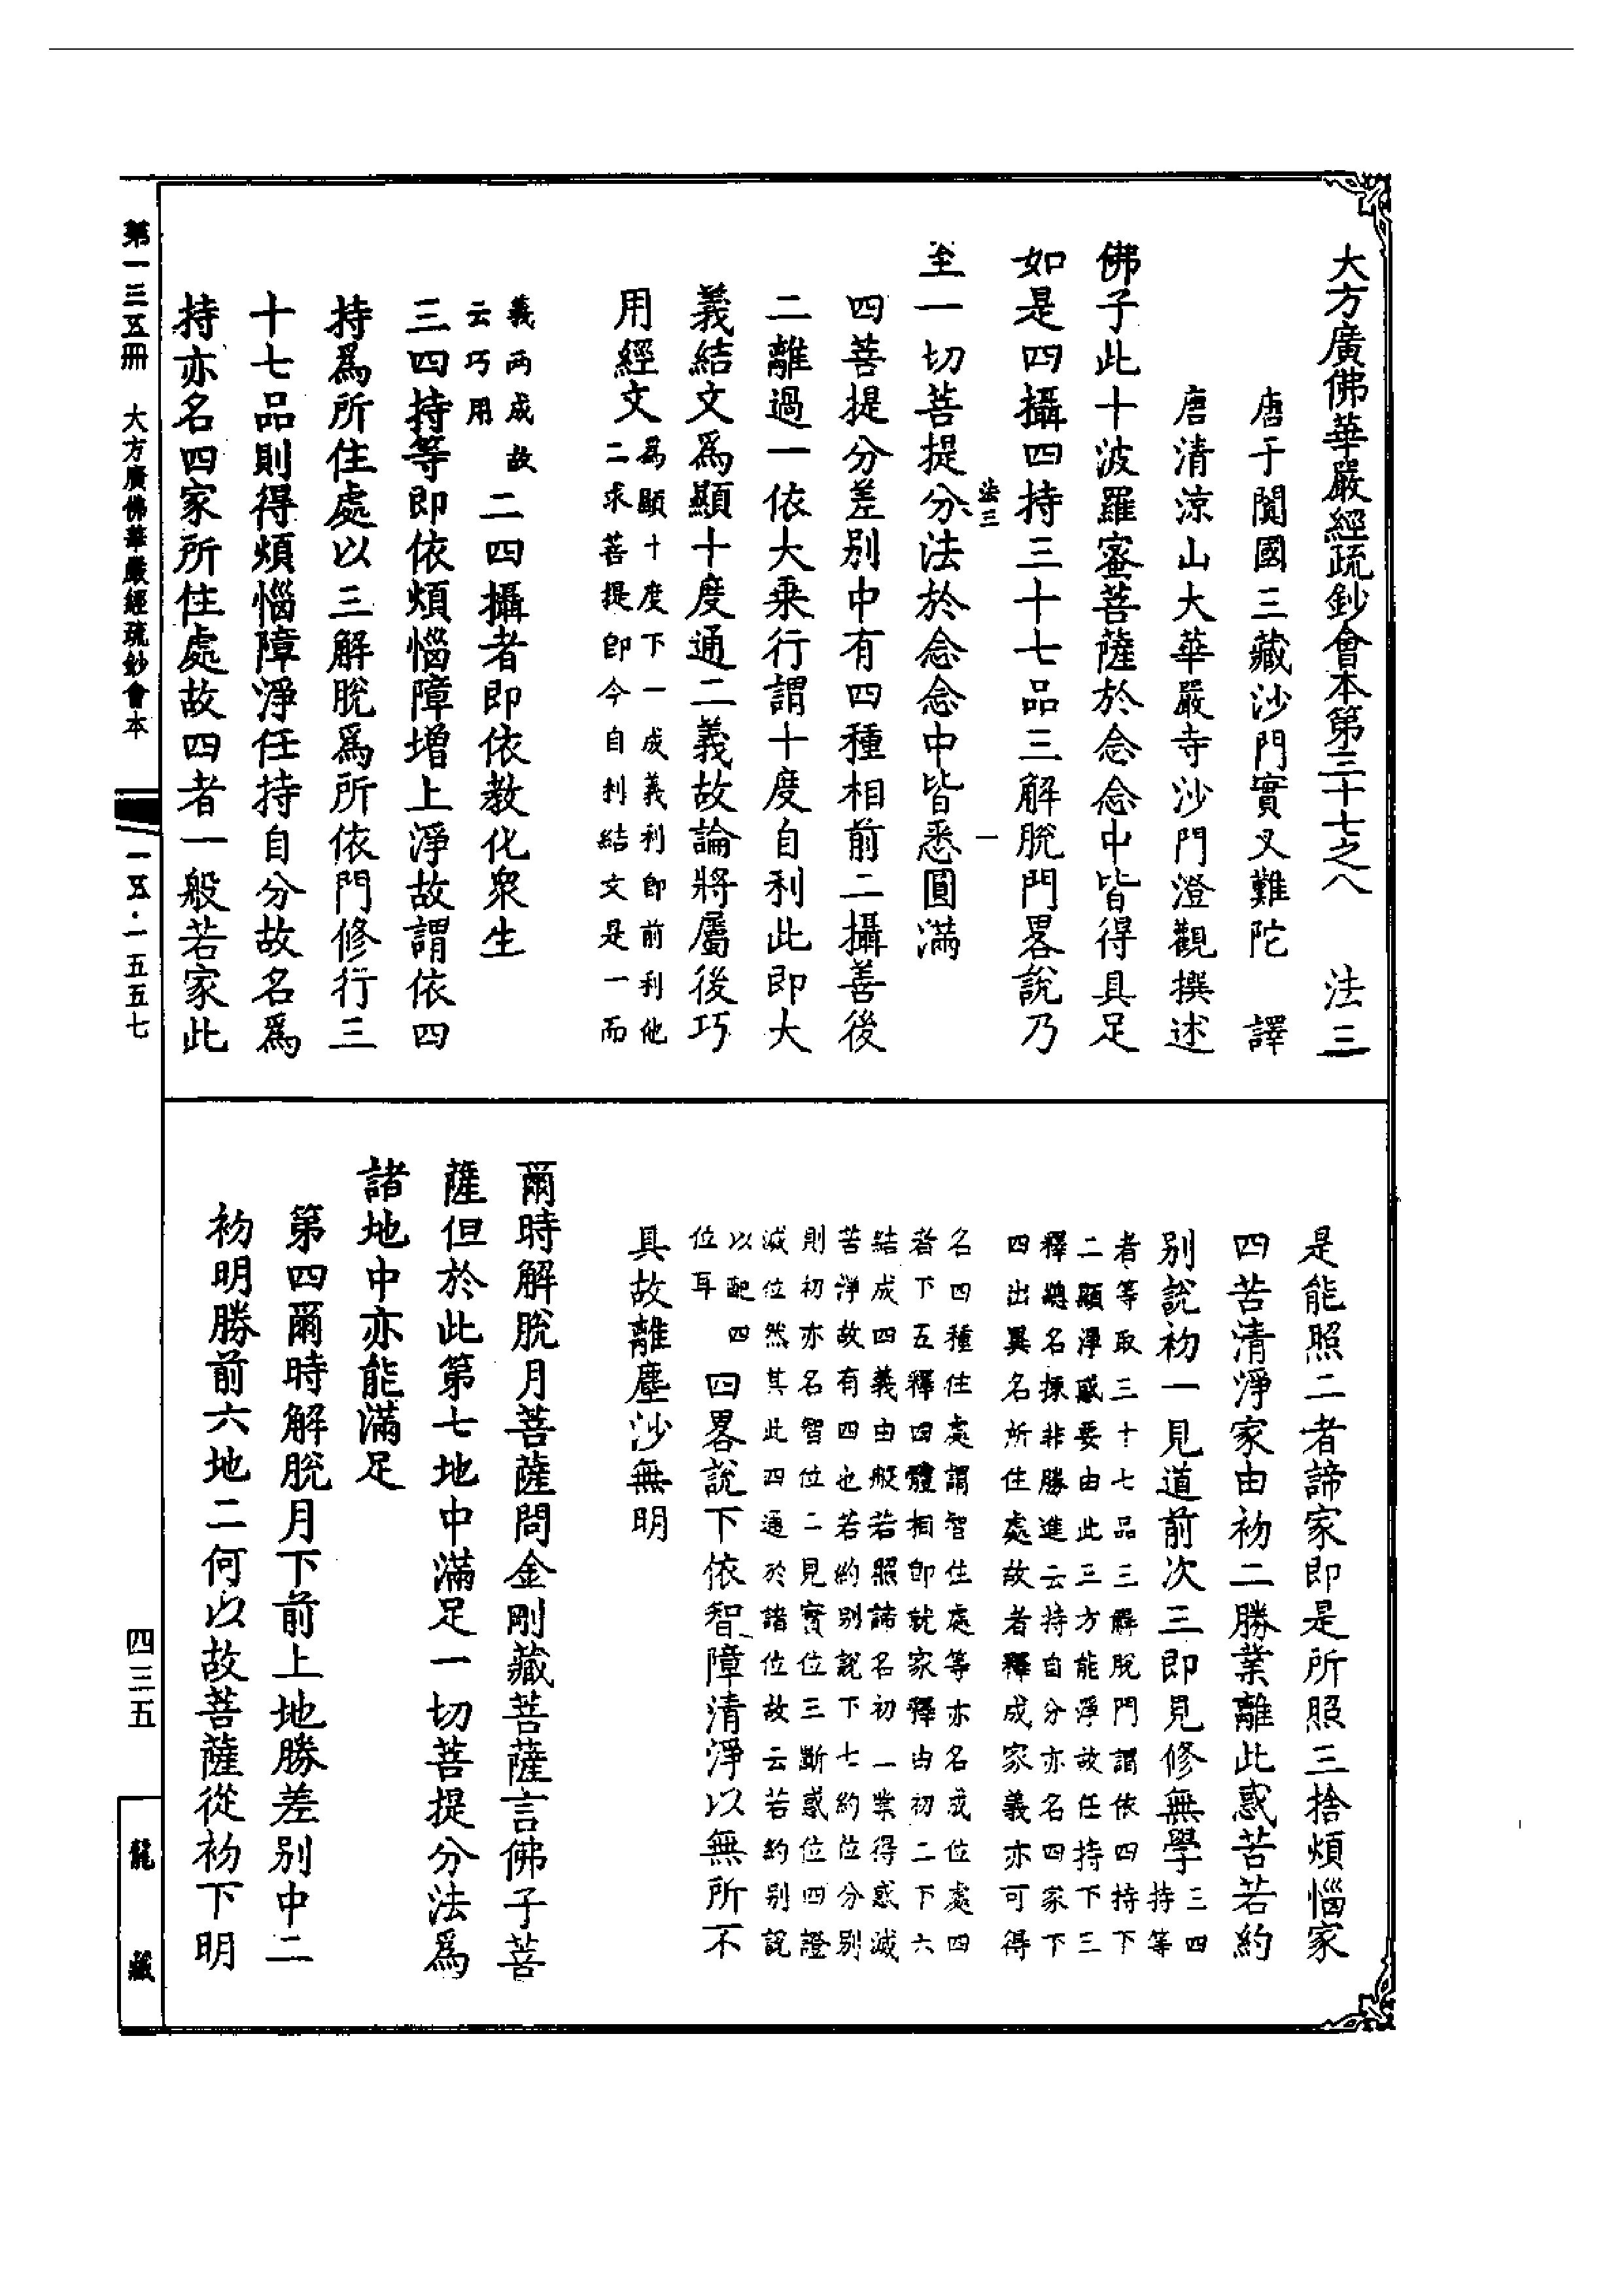 大方廣佛華嚴經疏鈔會本第三十七之八　法三
唐于闐國三藏沙門實叉難陀　譯
唐清涼山大華嚴寺沙門澄觀撰述
佛子此十波羅蜜菩薩於念念中皆得具足
如是四攝四持三十七品三解脫門畧說乃
法三　一
至一切菩提分法於念念中皆悉圓滿
四菩提分差別中有四種相前二攝善後
二離過一依大乘行謂十度自利此即大
義結文爲顯十度通二義故論將屬後巧
用經文
爲顯十度下一成義利即前利他
二求菩提即今自利結文是一而
義兩成故
云巧用
二四攝者即依教化衆生
三四持等即依煩惱障增上淨故謂依四
持爲所住處以三解脫爲所依門修行三
十七品則得煩惱障淨任持自分故名爲
持亦名四家所住處故四者一般若家此
是能照二者諦家即是所照三捨煩惱家
四苦清淨家由初二勝業離此惑苦若約
別說初一見道前次三即見修無學
三四
持等
者等取三十七品三解脫門謂依四持下
二顯淨惑要由此三方能淨故任持下三
釋總名揀非勝進云持自分亦名四家下
四出異名所住處故者釋成家義亦可得
名四種住處謂智住處等亦名成位處四
者下五釋四體相即就家釋由初二下六
結成四義由般若照諦名初一業得惑滅
苦淨故有四也若約別說下七約位分別
則初亦名智位二見實位三斷惑位四證
滅位然其此四通於諸位故云若約別說
以配四
位耳
四畧說下依智障清淨以無所不
具故離塵沙無明
爾時解脫月菩薩問金剛藏菩薩言佛子菩
薩但於此第七地中滿足一切菩提分法爲
諸地中亦能滿足
第四爾時解脫月下前上地勝差別中二
初明勝前六地二何以故菩薩從初下明
第一三五冊　大方廣佛華嚴經疏鈔會本
一五·一五五七
四三五
龍藏